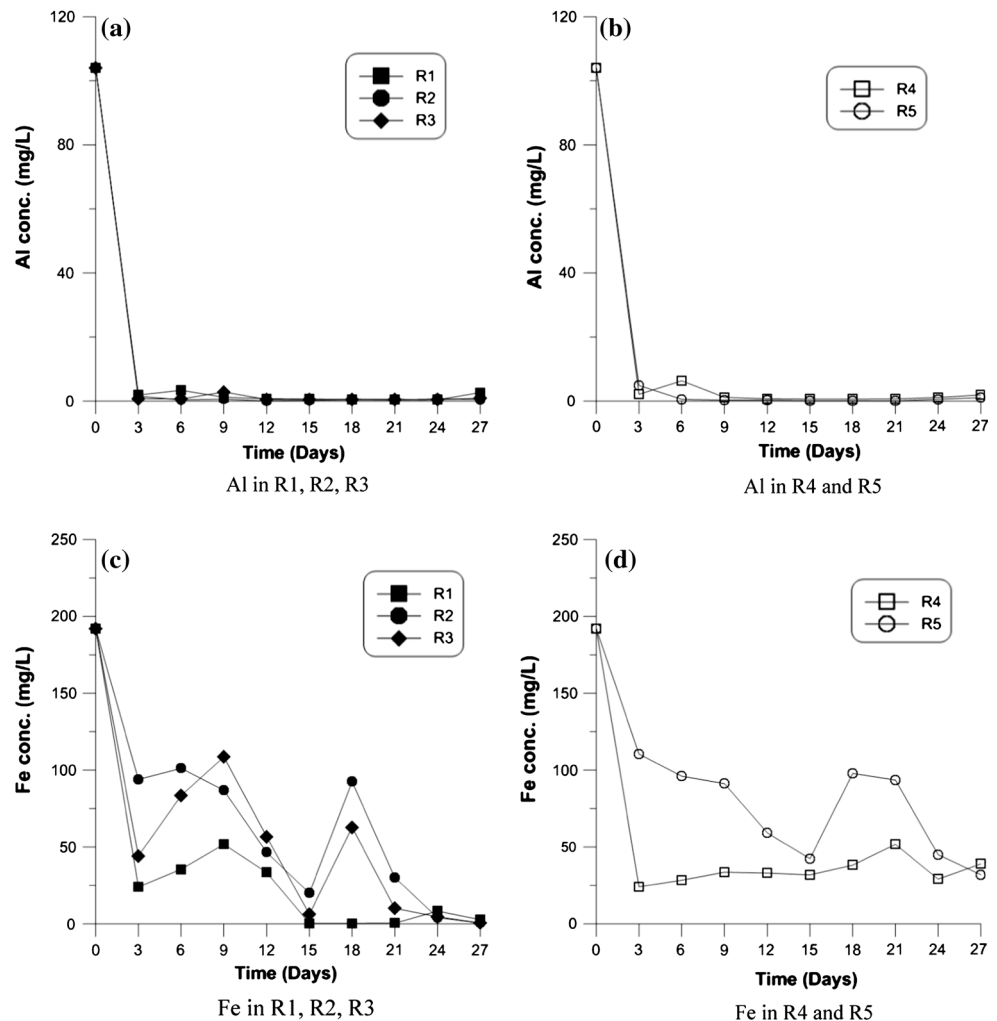 (a)
120
80
40
0
Al conc. (mg/L)
R1
R2
R3
0 3 6 9 12 15 18 21 24 27
Time (Days)
Al in R1, R2, R3
(b)
120
80
40
0
Al conc. (mg/L)
R4
R5
0 3 6 9 12 15 18 21 24 27
Time (Days)
Al in R4 and R5
(c)
250
200
150
100
50
0
Fe conc. (mg/L)
R1
R2
R3
0 3 6 9 12 15 18 21 24 27
Time (Days)
Fe in R1, R2, R3
(d)
250
200
150
100
50
0
Fe conc. (mg/L)
R4
R5
0 3 6 9 12 15 18 21 24 27
Time (Days)
Fe in R4 and R5